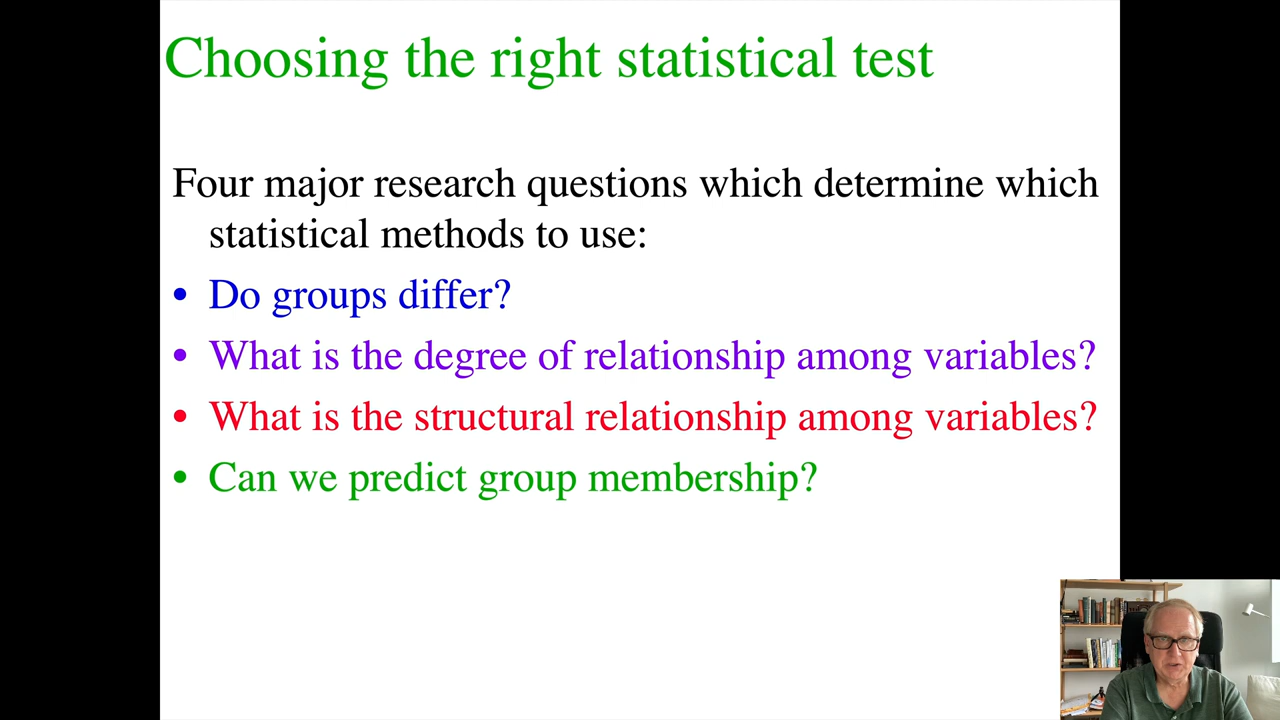 Choosing the right statistical test
Four major research questions which determine which
statistical methods to use:
• Do groups differ?
• What is the degree of relationship among variables?
• What is the structural relationship among variables?
• Can we predict group membership?